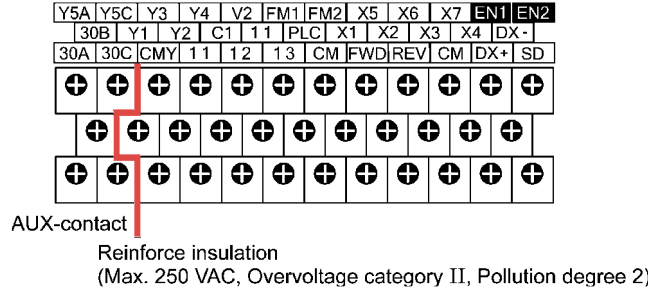 Y5A Y5C Y3 Y4 V2 FM1 FM2 X5 X6 X7 EN1 EN2
30B Y1 Y2 C1 11 PLC X1 X2 X3 X4 DX-
30A 30C CMY 11 12 13 CM FWD REV CM DX+ SD
AUX-contact
Reinforce insulation
(Max. 250 VAC, Overvoltage category II, Pollution degree 2)